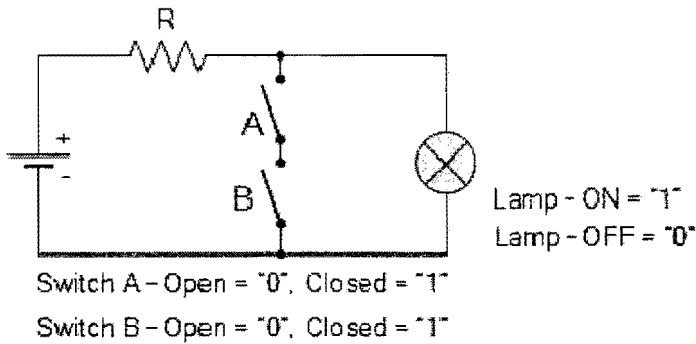 R
+
A
-
B
Lamp - ON = "1"
Lamp - OFF = "0"
Switch A - Open = "0", Closed = "1"
Switch B - Open = "0", Closed = "1"